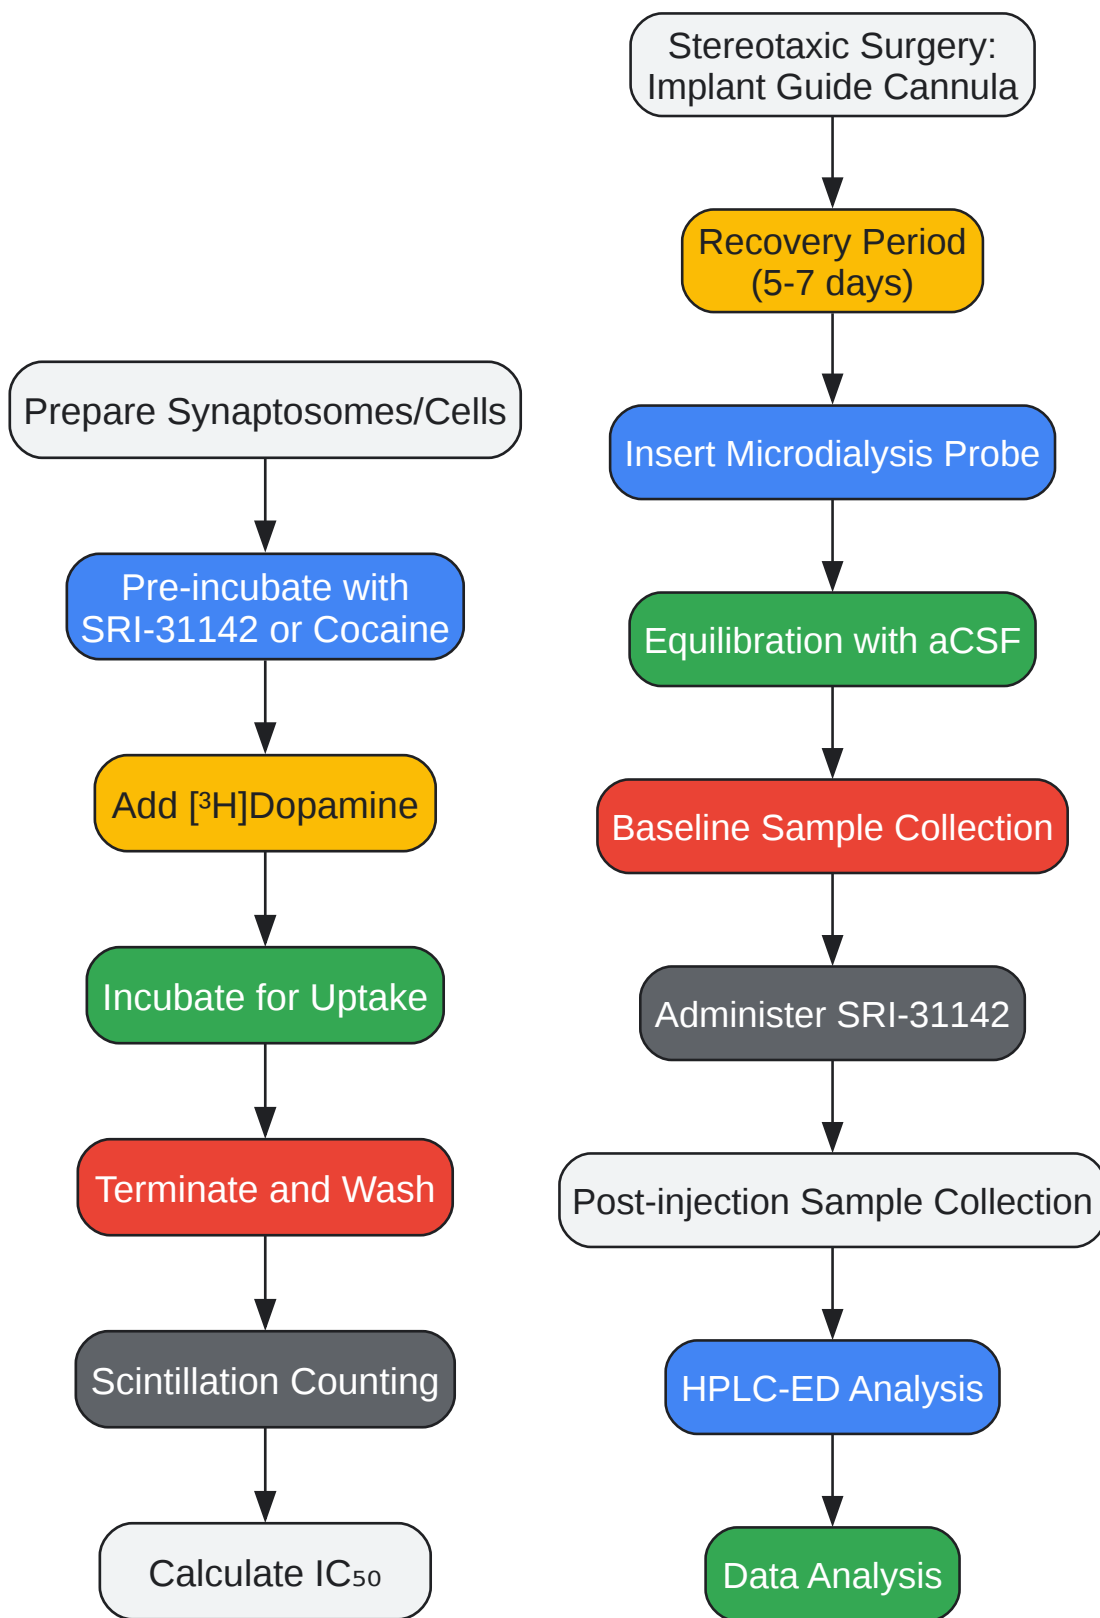 Prepare Synaptosomes/Cells
Pre-incubate with
SRI-31142 or Cocaine
Add [³H]Dopamine
Incubate for Uptake
Terminate and Wash
Scintillation Counting
Calculate IC₅₀
Stereotaxic Surgery:
Implant Guide Cannula
Recovery Period
(5-7 days)
Insert Microdialysis Probe
Equilibration with aCSF
Baseline Sample Collection
Administer SRI-31142
Post-injection Sample Collection
HPLC-ED Analysis
Data Analysis